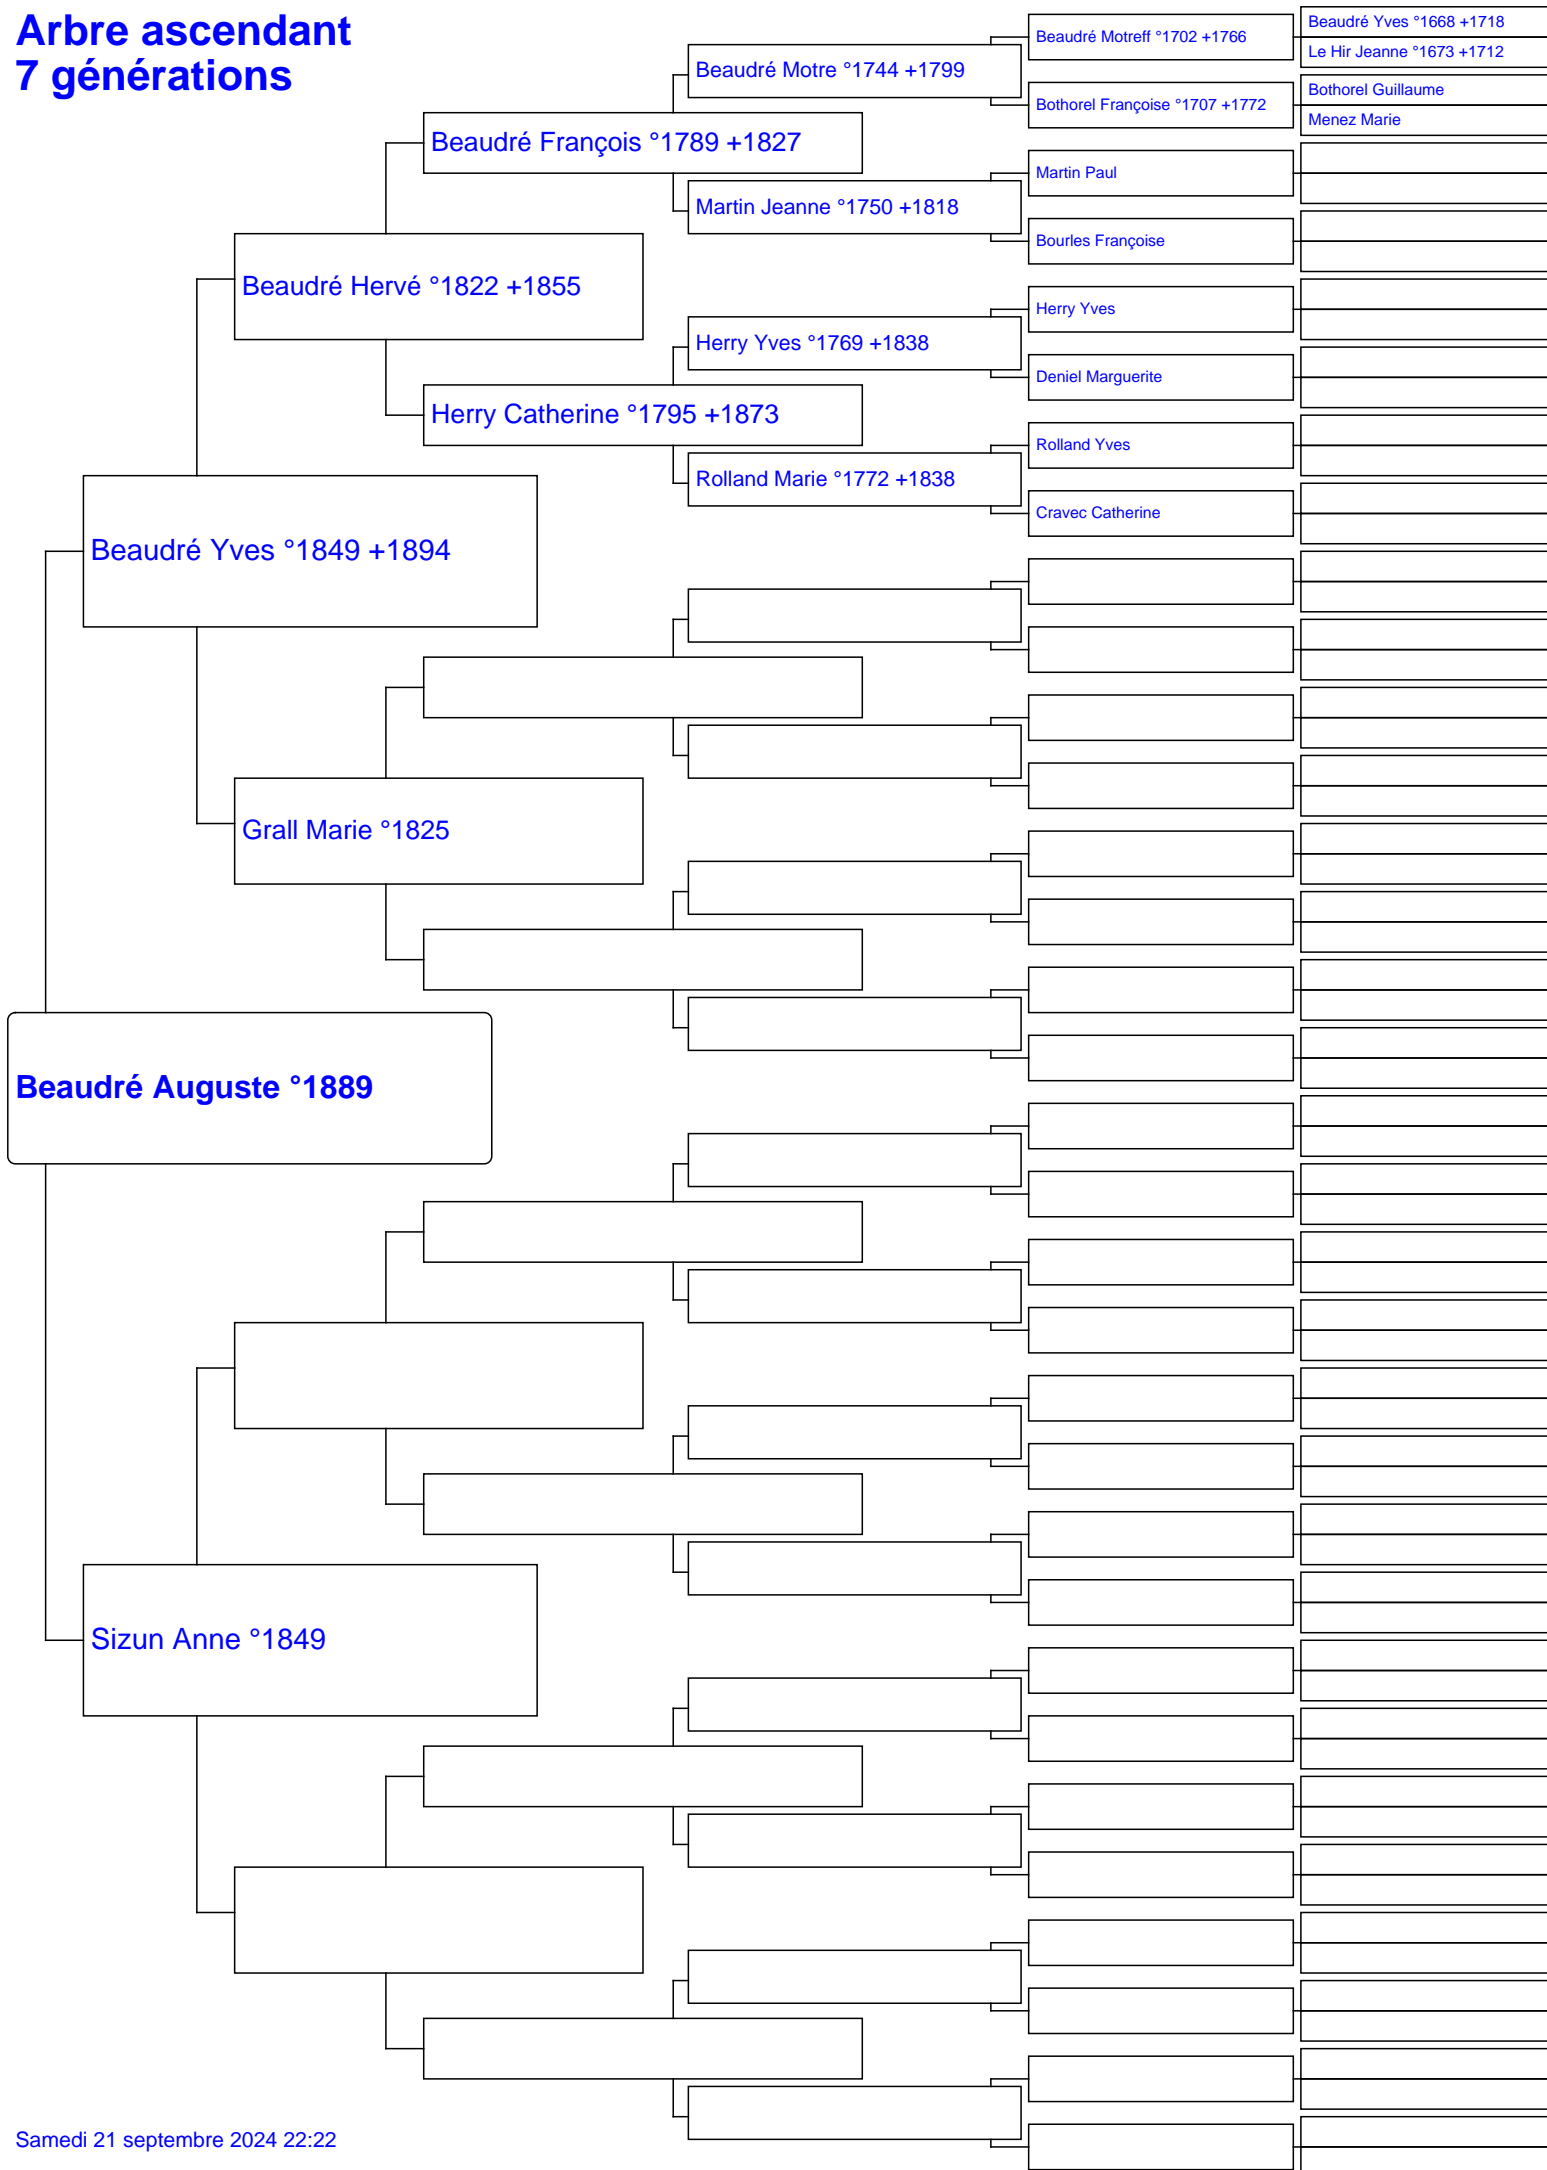 Arbre ascendant
7 générations
Beaudré Yves °1668 +1718
Beaudré Motreff °1702 +1766
Le Hir Jeanne °1673 +1712
Beaudré Motre °1744 +1799
Bothorel Guillaume
Bothorel Françoise °1707 +1772
Menez Marie
Beaudré François °1789 +1827
Martin Paul
Martin Jeanne °1750 +1818
Bourles Françoise
Beaudré Hervé °1822 +1855
Herry Yves
Herry Yves °1769 +1838
Deniel Marguerite
Herry Catherine °1795 +1873
Rolland Yves
Rolland Marie °1772 +1838
Cravec Catherine
Beaudré Yves °1849 +1894
Grall Marie °1825
Beaudré Auguste °1889
Sizun Anne °1849
Samedi 21 septembre 2024 22:22